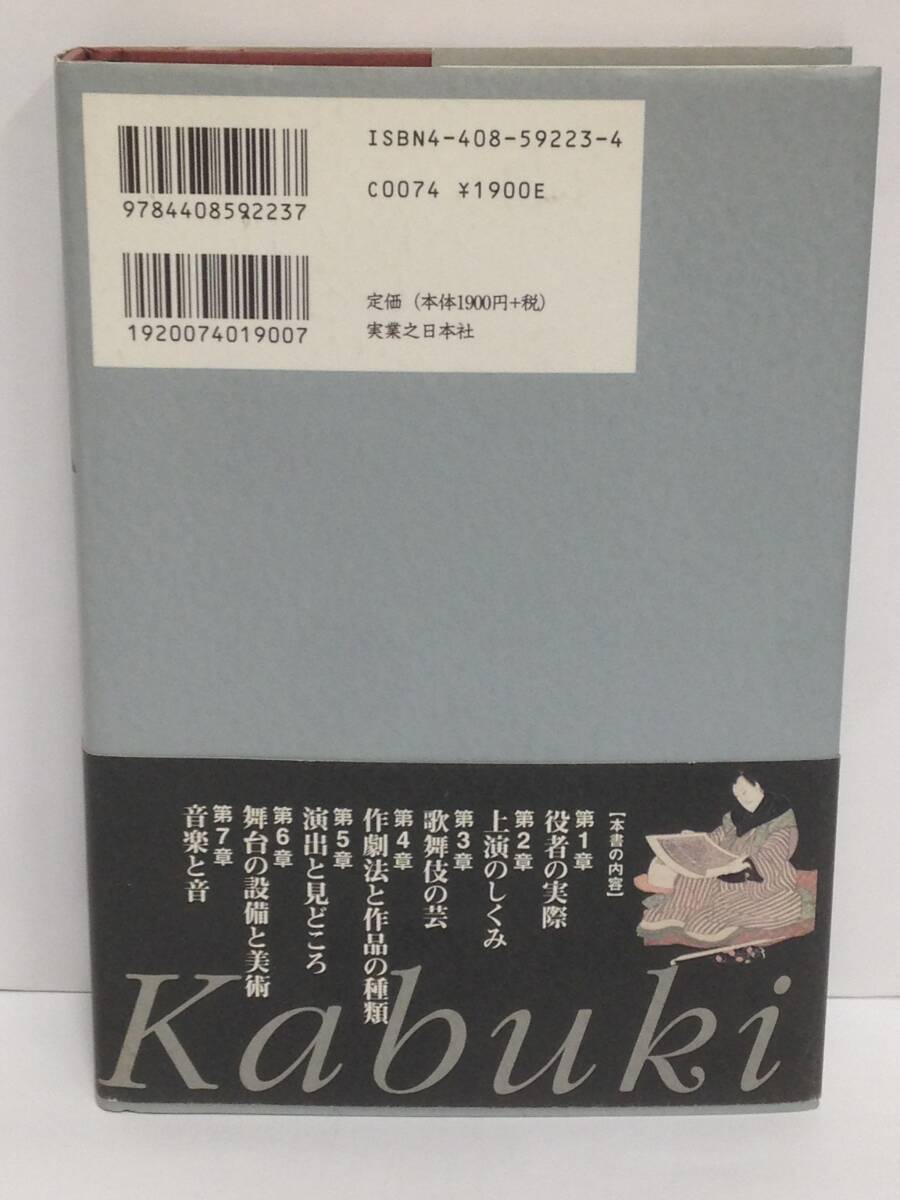 ISBN4-408-59223-4
C0074 ¥1900E
9784408592237
1920074019007
定価（本体1900円+税）
実業之日本社
【本書の内容】
第1章
役者の実際
第2章
上演のしくみ
第3章
歌舞伎の芸
第4章
作劇法と作品の種類
第5章
演出と見どころ
第6章
舞台の設備と美術
第7章
音楽と音
Kabuki